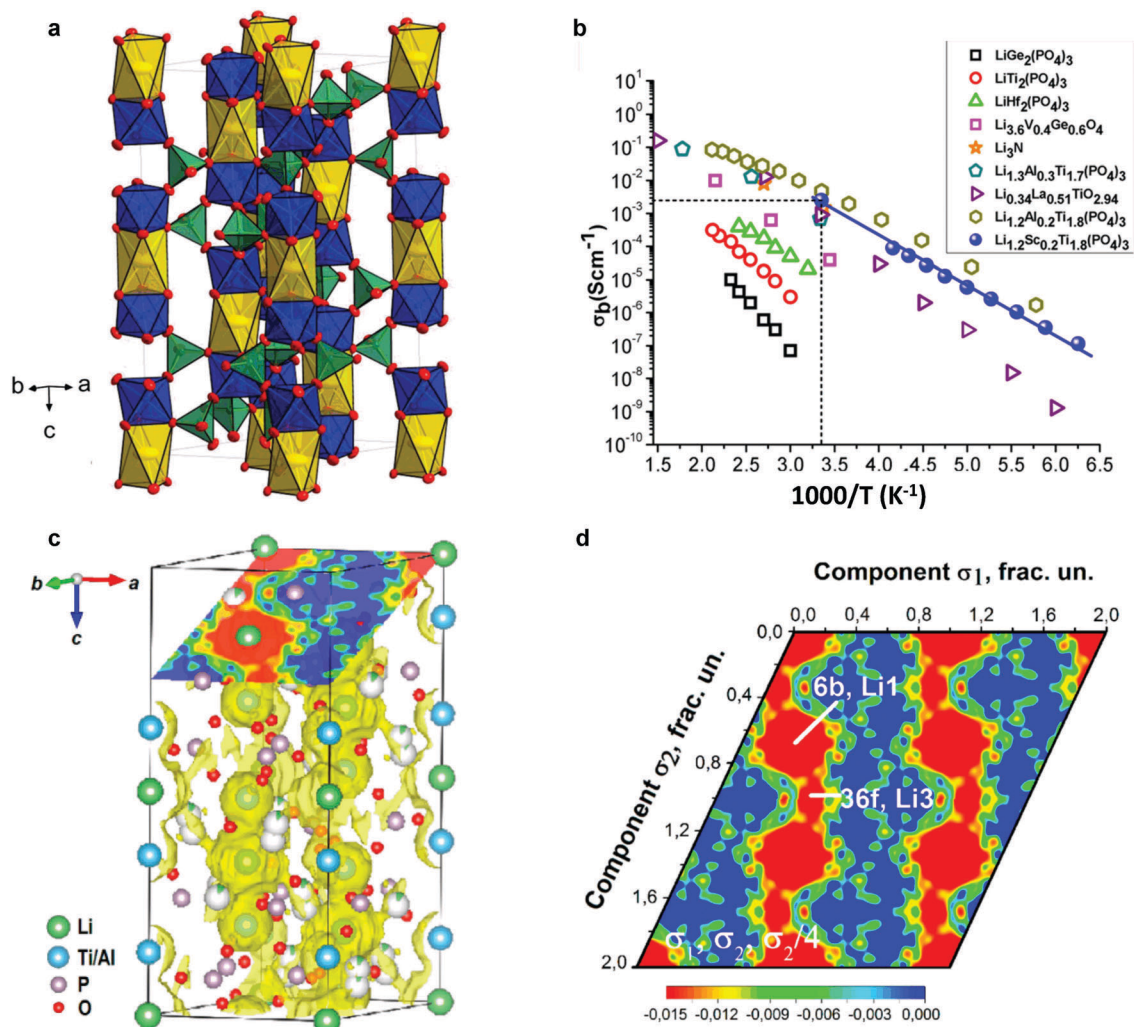 a
b a
c
b
LiGe2(PO4)3
LiTi2(PO4)3
LiHf2(PO4)3
Li3.6V0.4Ge0.6O4
Li3N
Li1.3Al0.3Ti1.7(PO4)3
Li0.34La0.51TiO2.94
Li1.2Al0.2Ti1.8(PO4)3
Li1.2Sc0.2Ti1.8(PO4)3
σb(Scm-1)
10^1
10^0
10^-1
10^-2
10^-3
10^-4
10^-5
10^-6
10^-7
10^-8
10^-9
10^-10
1.5 2.0 2.5 3.0 3.5 4.0 4.5 5.0 5.5 6.0 6.5
1000/T (K-1)
c
b a
c
Li
Ti/Al
P
O
d
Component σ1, frac. un.
0,0 0,4 0,8 1,2 1,6 2,0
Component σ2, frac. un.
0,0
0,4
0,8
1,2
1,6
2,0
6b, Li1
36f, Li3
σ1, σ2, σ2/4
-0,015 -0,012 -0,009 -0,006 -0,003 0,000